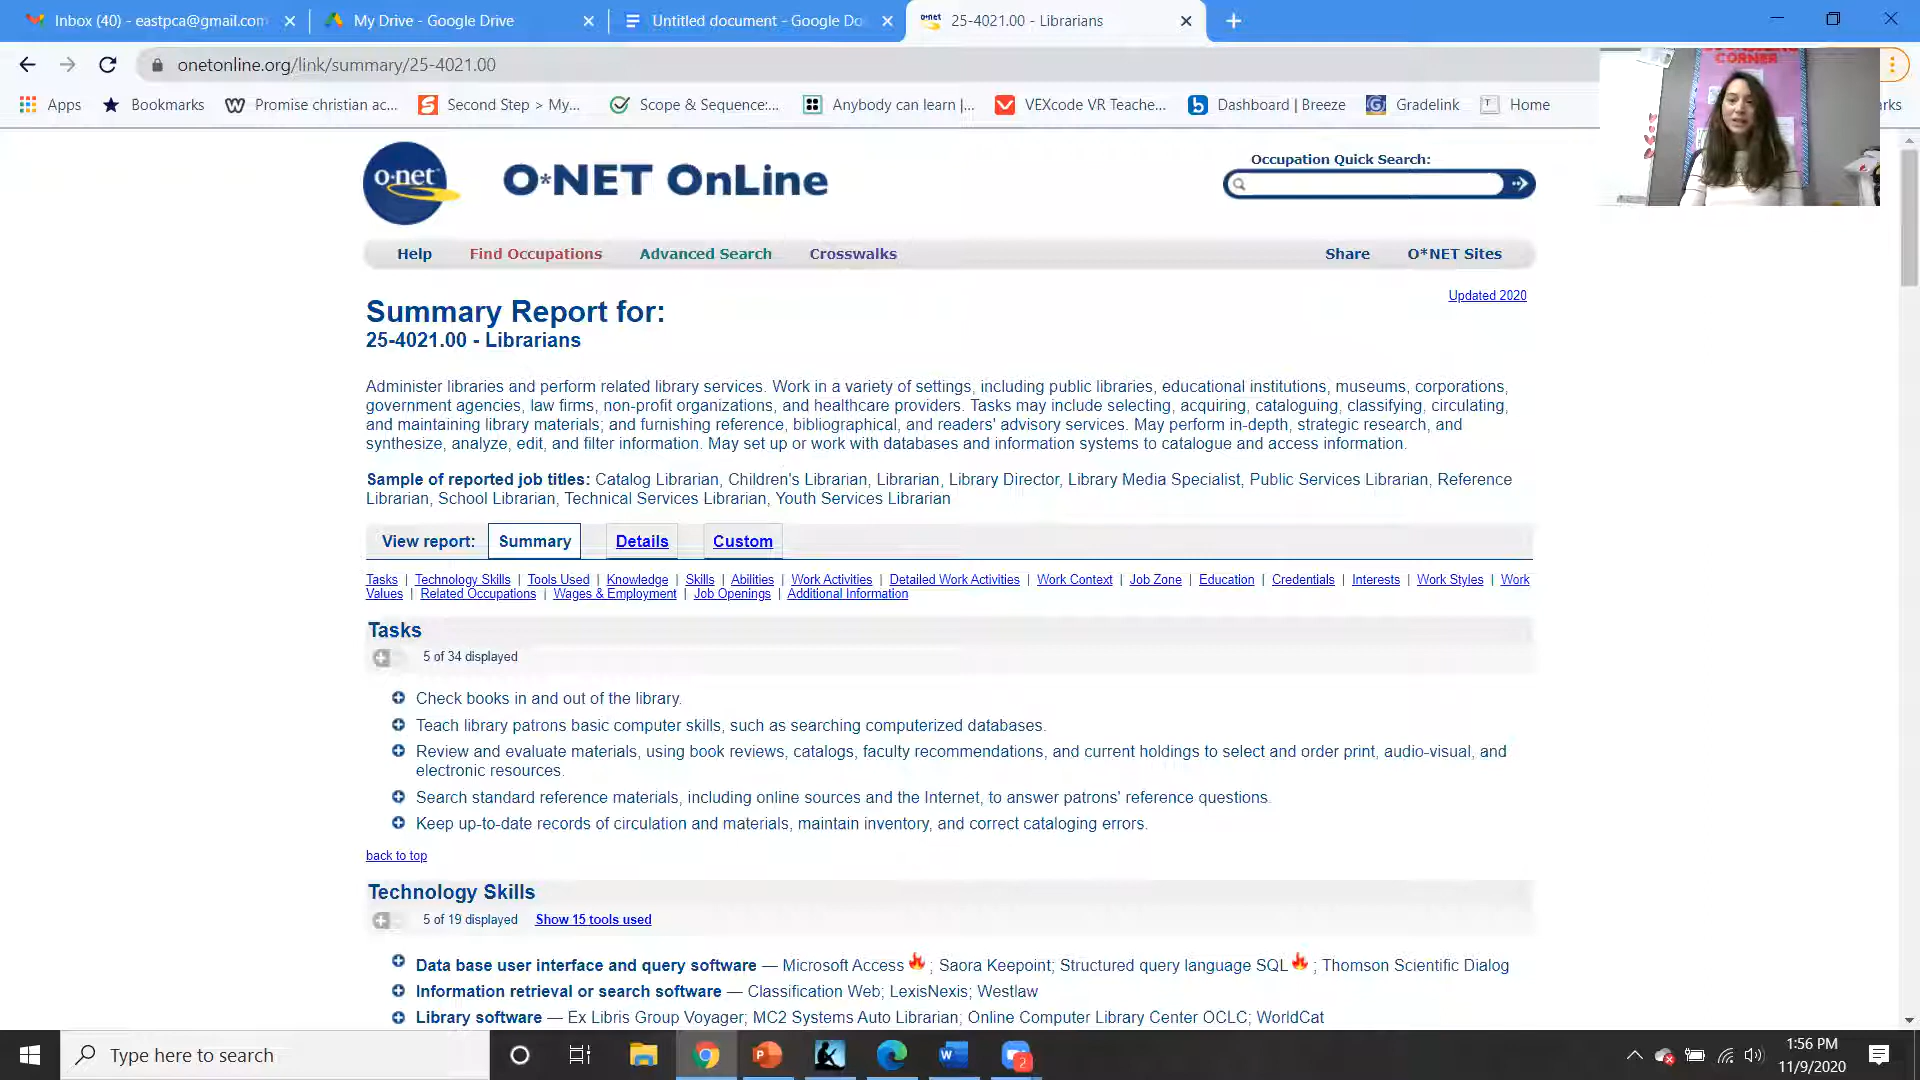 Inbox (40) - eastpca@gmail.com
My Drive - Google Drive
Untitled document - Google Do
o·net 25-4021.00 - Librarians
onetonline.org/link/summary/25-4021.00
Apps Bookmarks Promise christian ac... Second Step > My... Scope & Sequence:... Anybody can learn |... VEXcode VR Teache... Dashboard | Breeze Gradelink Home
CORNER
o·net O*NET OnLine
Occupation Quick Search:
Help Find Occupations Advanced Search Crosswalks Share O*NET Sites
Updated 2020
Summary Report for:
25-4021.00 - Librarians
Administer libraries and perform related library services. Work in a variety of settings, including public libraries, educational institutions, museums, corporations,
government agencies, law firms, non-profit organizations, and healthcare providers. Tasks may include selecting, acquiring, cataloguing, classifying, circulating,
and maintaining library materials; and furnishing reference, bibliographical, and readers' advisory services. May perform in-depth, strategic research, and
synthesize, analyze, edit, and filter information. May set up or work with databases and information systems to catalogue and access information.
Sample of reported job titles: Catalog Librarian, Children's Librarian, Librarian, Library Director, Library Media Specialist, Public Services Librarian, Reference
Librarian, School Librarian, Technical Services Librarian, Youth Services Librarian
View report: Summary Details Custom
Tasks | Technology Skills | Tools Used | Knowledge | Skills | Abilities | Work Activities | Detailed Work Activities | Work Context | Job Zone | Education | Credentials | Interests | Work Styles | Work
Values | Related Occupations | Wages & Employment | Job Openings | Additional Information
Tasks
5 of 34 displayed
Check books in and out of the library.
Teach library patrons basic computer skills, such as searching computerized databases.
Review and evaluate materials, using book reviews, catalogs, faculty recommendations, and current holdings to select and order print, audio-visual, and
electronic resources.
Search standard reference materials, including online sources and the Internet, to answer patrons' reference questions.
Keep up-to-date records of circulation and materials, maintain inventory, and correct cataloging errors.
back to top
Technology Skills
5 of 19 displayed Show 15 tools used
Data base user interface and query software — Microsoft Access ; Saora Keepoint; Structured query language SQL ; Thomson Scientific Dialog
Information retrieval or search software — Classification Web; LexisNexis; Westlaw
Library software — Ex Libris Group Voyager; MC2 Systems Auto Librarian; Online Computer Library Center OCLC; WorldCat
Type here to search
2
1:56 PM
11/9/2020